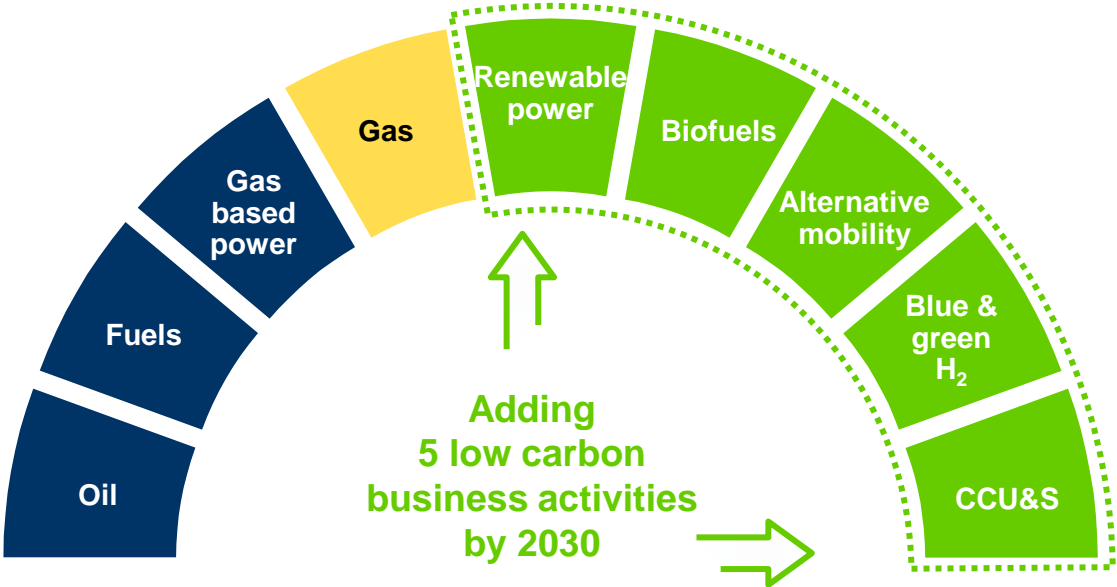 Oil
Fuels
Gas
based
power
Gas
Renewable
power
Biofuels
Alternative
mobility
Blue &
green
H₂
CCU&S
Adding
5 low carbon
business activities
by 2030